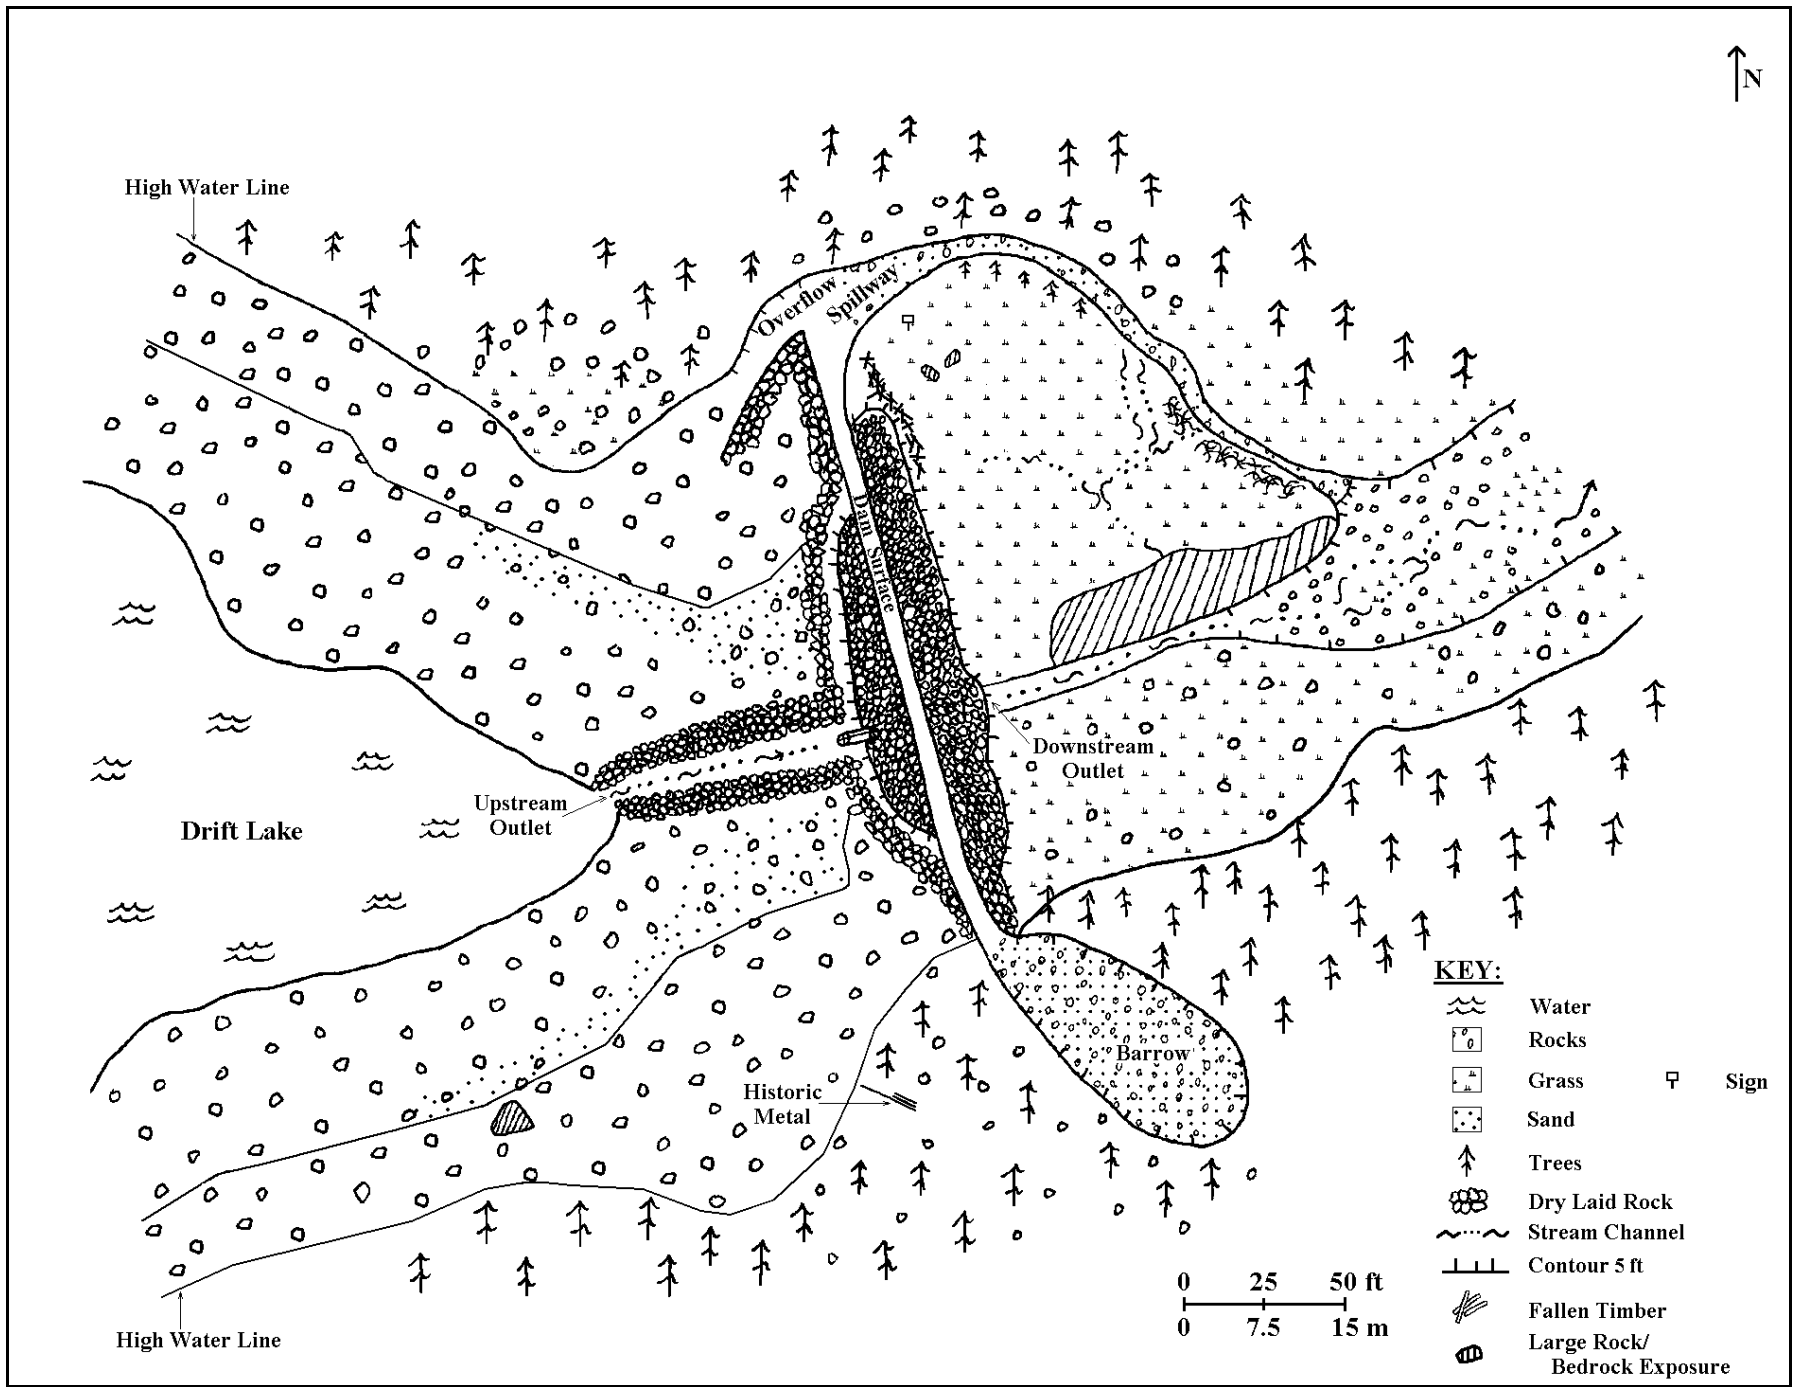 N
High Water Line
Overflow
Spillway
Dam Surface
Downstream
Outlet
Upstream
Outlet
Drift Lake
KEY:
Water
Rocks
Grass
Sign
Sand
Trees
Dry Laid Rock
Stream Channel
Contour 5 ft
Fallen Timber
Large Rock/
Bedrock Exposure
Barrow
Historic
Metal
0 25 50 ft
0 7.5 15 m
High Water Line